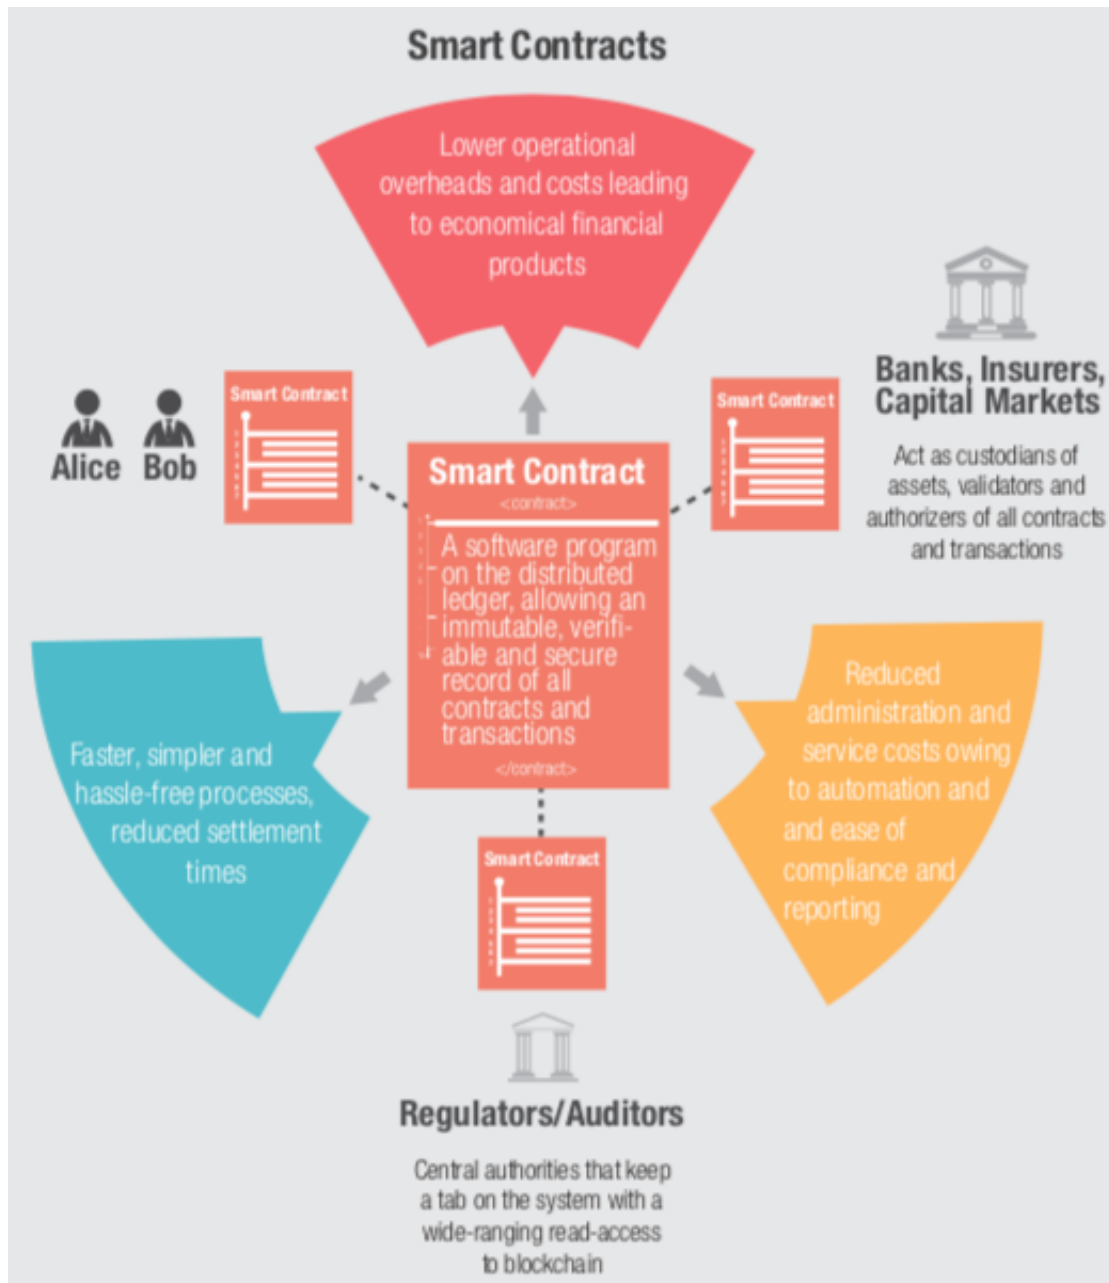 Smart Contracts
Lower operational
overheads and costs leading
to economical financial
products
Alice Bob
Smart Contract
Smart Contract
Banks, Insurers,
Capital Markets
Act as custodians of
assets, validators and
authorizers of all contracts
and transactions
Smart Contract
<contract>
A software program
on the distributed
ledger, allowing an
immutable, verifi-
able and secure
record of all
contracts and
transactions
</contract>
Faster, simpler and
hassle-free processes,
reduced settlement
times
Reduced
administration and
service costs owing
to automation and
and ease of
compliance and
reporting
Smart Contract
Regulators/Auditors
Central authorities that keep
a tab on the system with a
wide-ranging read-access
to blockchain